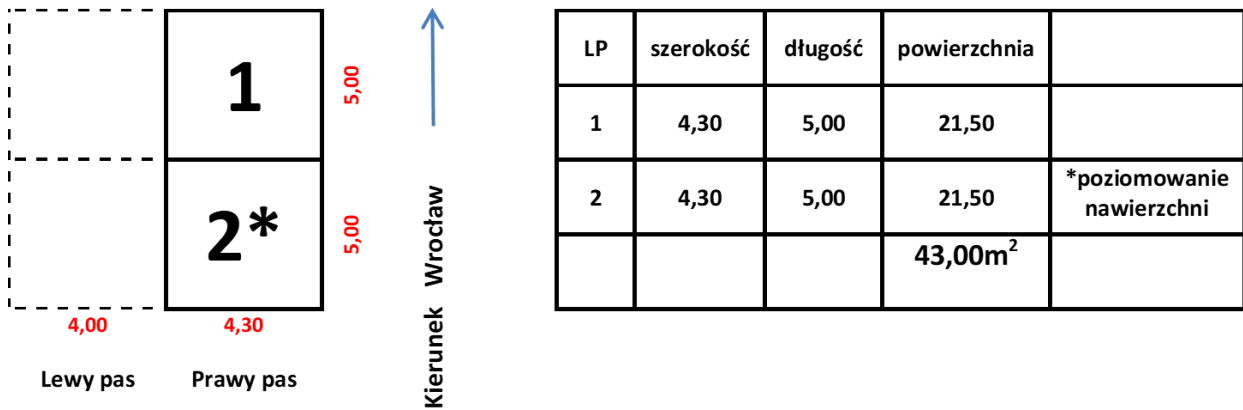 1
5,00
2*
5,00
4,00
4,30
Lewy pas
Prawy pas
Kierunek Wrocław
LP szerokość długość powierzchnia
1 4,30 5,00 21,50
2 4,30 5,00 21,50 *poziomowanie
nawierzchni
43,00m²